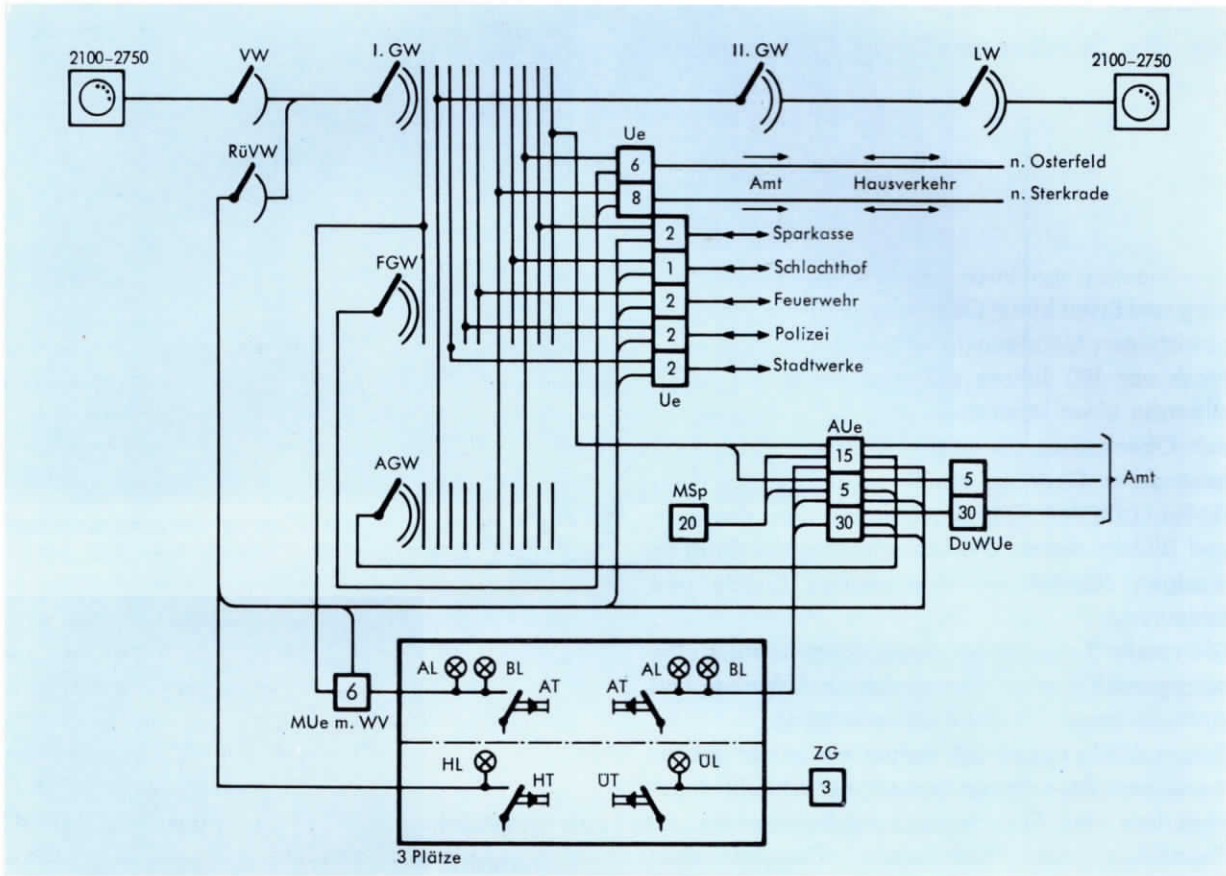 2100–2750 VW I. GW II. GW LW 2100–2750
RüVW
Ue
6 n. Osterfeld
Amt Hausverkehr
8 n. Sterkrade
2 Sparkasse
FGW 1 Schlachthof
2 Feuerwehr
2 Polizei
2 Stadtwerke
Ue
AGW AUe
15 5 Amt
MSp 5
20 30 30
DuWUe
AL BL AT AT AL BL
6
MUe m. WV
HL HT ÜT ÜL ZG
3
3 Plätze